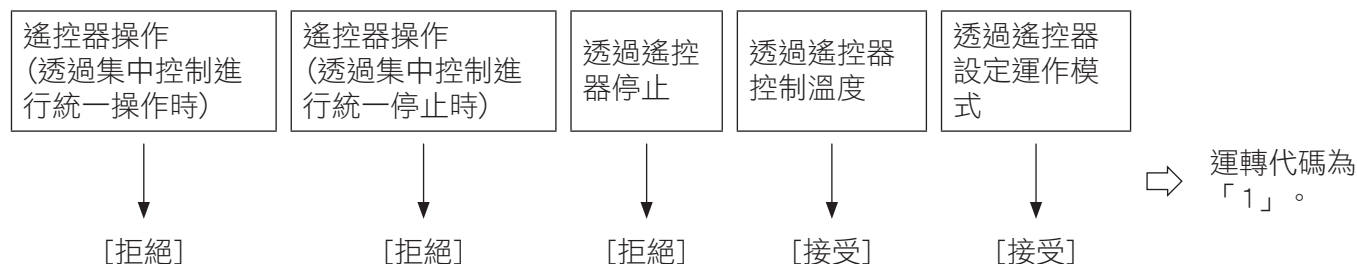 遙控器操作
（透過集中控制進
行統一操作時）
遙控器操作
（透過集中控制進
行統一停止時）
透過遙控
器停止
透過遙控器
控制溫度
透過遙控器
設定運作模
式
運轉代碼為
「1」。
［拒絕］
［拒絕］
［拒絕］
［接受］
［接受］